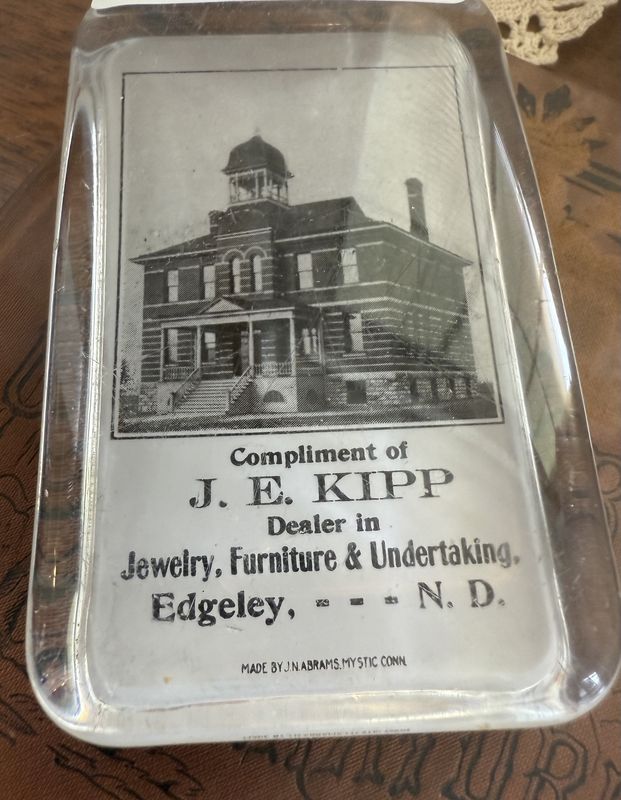 Compliment of
J. E. KIPP
Dealer in
Jewelry, Furniture & Undertaking,
Edgeley, - - - N. D.
MADE BY J.N.ABRAMS.MYSTIC CONN.